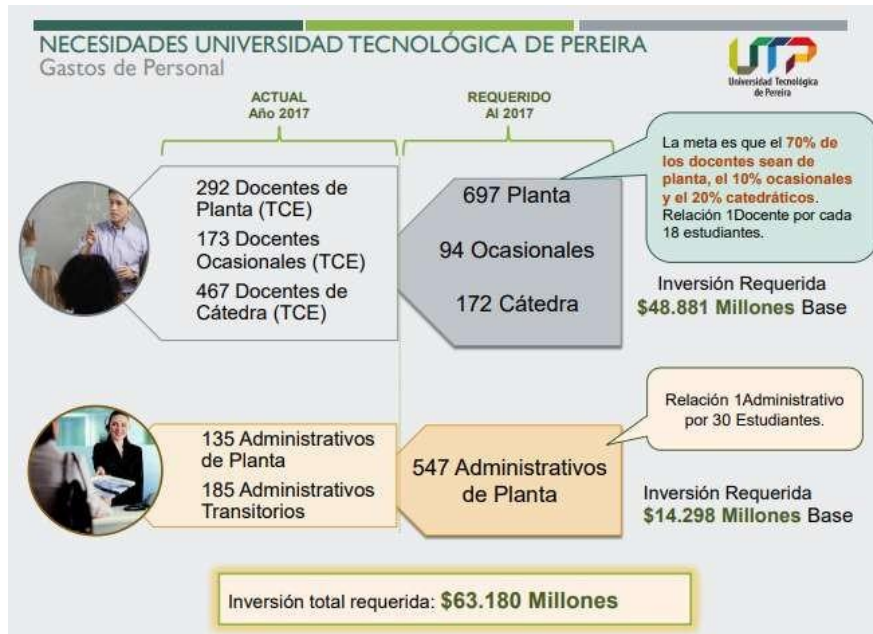 NECESIDADES UNIVERSIDAD TECNOLÓGICA DE PEREIRA
Gastos de Personal
UTP
Universidad Tecnológica
de Pereira
ACTUAL
Año 2017
REQUERIDO
Al 2017
292 Docentes de
Planta (TCE)
173 Docentes
Ocasionales (TCE)
467 Docentes de
Cátedra (TCE)
697 Planta
94 Ocasionales
172 Cátedra
La meta es que el 70% de
los docentes sean de
planta, el 10% ocasionales
y el 20% catedráticos.
Relación 1Docente por cada
18 estudiantes.
Inversión Requerida
$48.881 Millones Base
135 Administrativos
de Planta
185 Administrativos
Transitorios
547 Administrativos
de Planta
Relación 1Administrativo
por 30 Estudiantes.
Inversión Requerida
$14.298 Millones Base
Inversión total requerida: $63.180 Millones